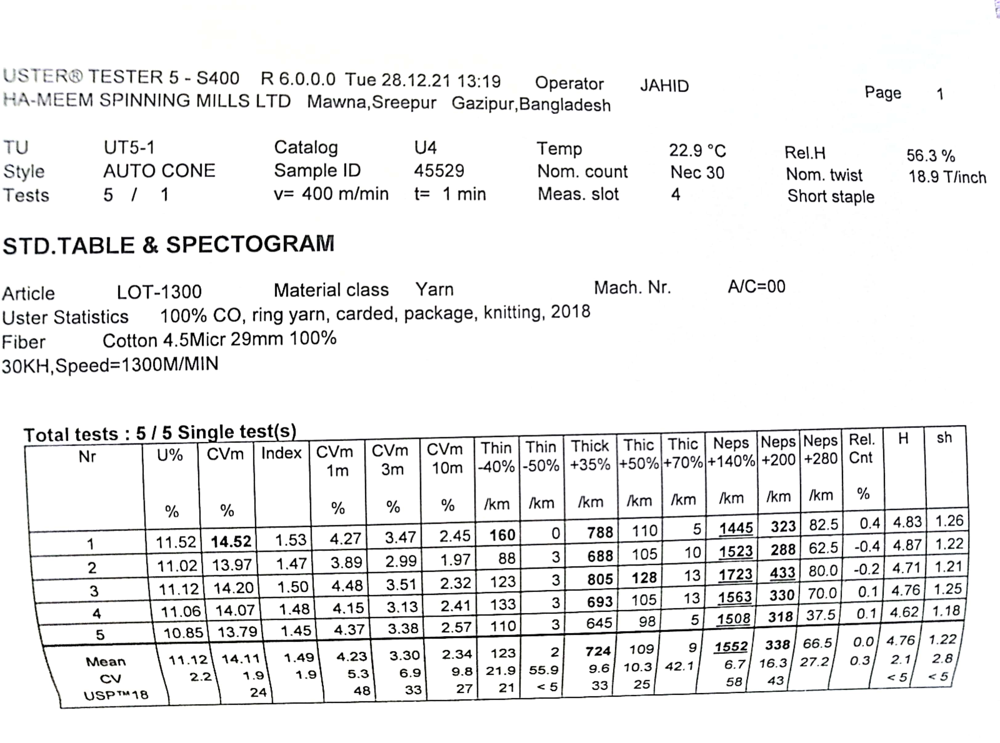 USTER® TESTER 5 - S400 R 6.0.0.0 Tue 28.12.21 13:19 Operator JAHID Page 1
HA-MEEM SPINNING MILLS LTD Mawna,Sreepur Gazipur,Bangladesh
TU UT5-1 Catalog U4 Temp 22.9 °C Rel.H 56.3 %
Style AUTO CONE Sample ID 45529 Nom. count Nec 30 Nom. twist 18.9 T/inch
Tests 5 / 1 v= 400 m/min t= 1 min Meas. slot 4 Short staple
STD.TABLE & SPECTOGRAM
Article LOT-1300 Material class Yarn Mach. Nr. A/C=00
Uster Statistics 100% CO, ring yarn, carded, package, knitting, 2018
Fiber Cotton 4.5Micr 29mm 100%
30KH,Speed=1300M/MIN
Total tests : 5 / 5 Single test(s)
Nr U% CVm Index CVm CVm CVm Thin Thin Thick Thic Thic Neps Neps Neps Rel. H sh
1m 3m 10m -40% -50% +35% +50% +70% +140% +200 +280 Cnt
% % % % % /km /km /km /km /km /km /km /km %
1 11.52 14.52 1.53 4.27 3.47 2.45 160 0 788 110 5 1445 323 82.5 0.4 4.83 1.26
2 11.02 13.97 1.47 3.89 2.99 1.97 88 3 688 105 10 1523 288 62.5 -0.4 4.87 1.22
3 11.12 14.20 1.50 4.48 3.51 2.32 123 3 805 128 13 1723 433 80.0 -0.2 4.71 1.21
4 11.06 14.07 1.48 4.15 3.13 2.41 133 3 693 105 13 1563 330 70.0 0.1 4.76 1.25
5 10.85 13.79 1.45 4.37 3.38 2.57 110 3 645 98 5 1508 318 37.5 0.1 4.62 1.18
Mean 11.12 14.11 1.49 4.23 3.30 2.34 123 2 724 109 9 1552 338 66.5 0.0 4.76 1.22
CV 2.2 1.9 1.9 5.3 6.9 9.8 21.9 55.9 9.6 10.3 42.1 6.7 16.3 27.2 0.3 2.1 2.8
USP™18 24 48 33 27 21 < 5 33 25 58 43 < 5 < 5